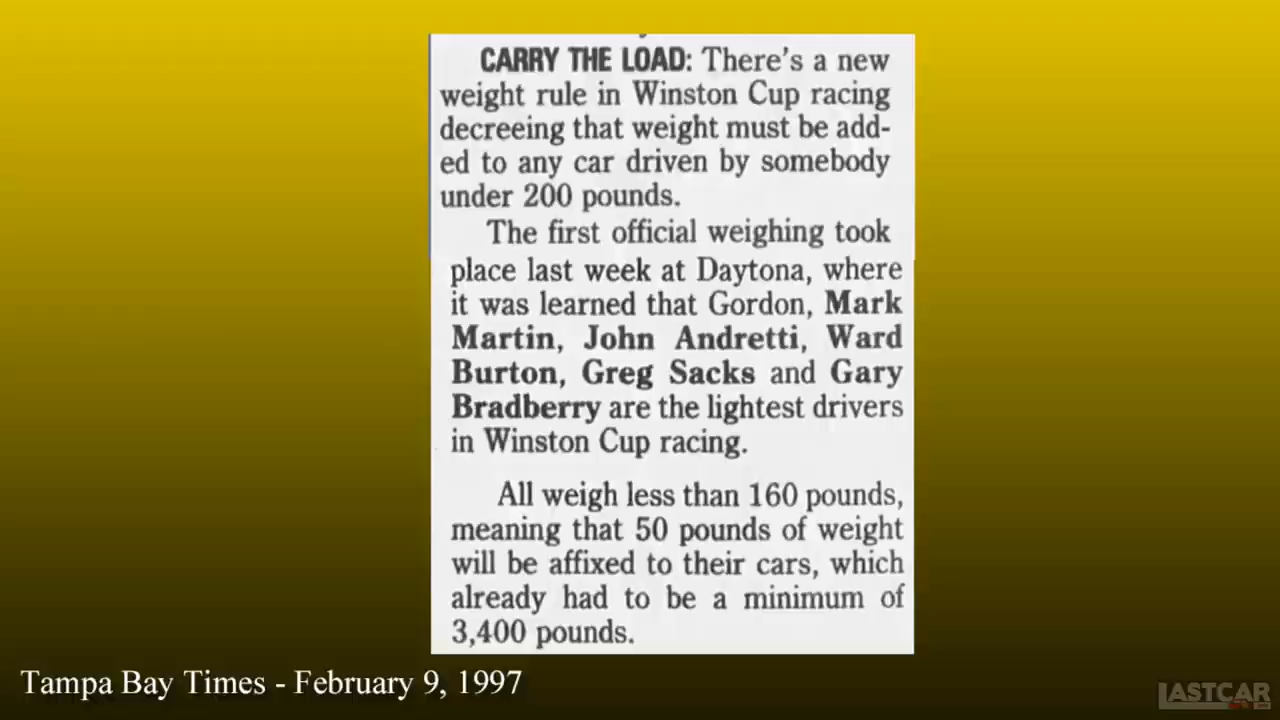 CARRY THE LOAD: There's a new
weight rule in Winston Cup racing
decreeing that weight must be add-
ed to any car driven by somebody
under 200 pounds.
The first official weighing took
place last week at Daytona, where
it was learned that Gordon, Mark
Martin, John Andretti, Ward
Burton, Greg Sacks and Gary
Bradberry are the lightest drivers
in Winston Cup racing.
All weigh less than 160 pounds,
meaning that 50 pounds of weight
will be affixed to their cars, which
already had to be a minimum of
3,400 pounds.
Tampa Bay Times - February 9, 1997
LASTCAR